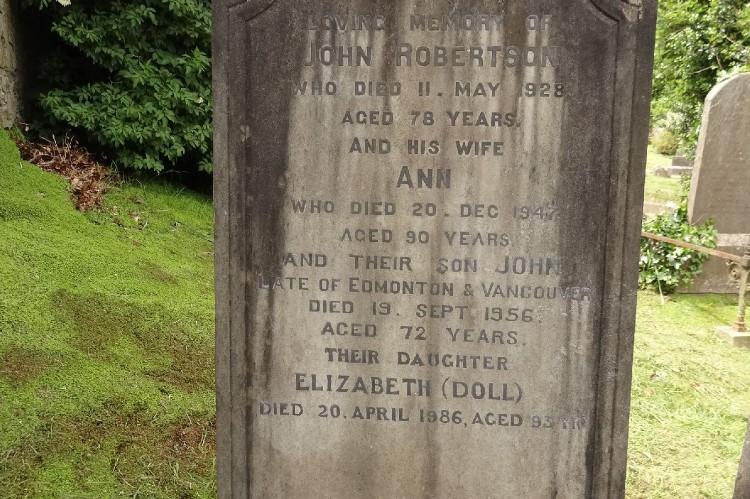 LOVING MEMORY OF
JOHN ROBERTSON
WHO DIED 11. MAY 1928
AGED 78 YEARS.
AND HIS WIFE
ANN
WHO DIED 20. DEC 1947
AGED 90 YEARS.
AND THEIR SON JOHN
LATE OF EDMONTON & VANCOUVER
DIED 19. SEPT 1956.
AGED 72 YEARS.
THEIR DAUGHTER
ELIZABETH (DOLL)
DIED 20. APRIL 1986, AGED 93